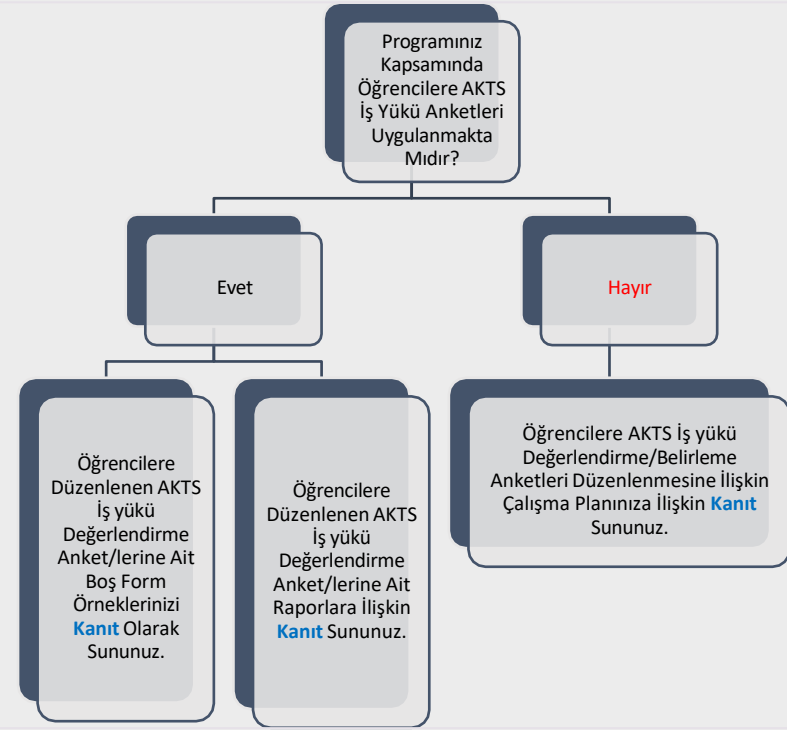 Programınız
Kapsamında
Öğrencilere AKTS
İş Yükü Anketleri
Uygulanmakta
Mıdır?
Evet
Hayır
Öğrencilere
Düzenlenen AKTS
İş yükü
Değerlendirme
Anket/lerine Ait
Boş Form
Örneklerinizi
Kanıt Olarak
Sununuz.
Öğrencilere
Düzenlenen AKTS
İş yükü
Değerlendirme
Anket/lerine Ait
Raporlara İlişkin
Kanıt Sununuz.
Öğrencilere AKTS İş yükü
Değerlendirme/Belirleme
Anketleri Düzenlenmesine İlişkin
Çalışma Planınıza İlişkin Kanıt
Sununuz.